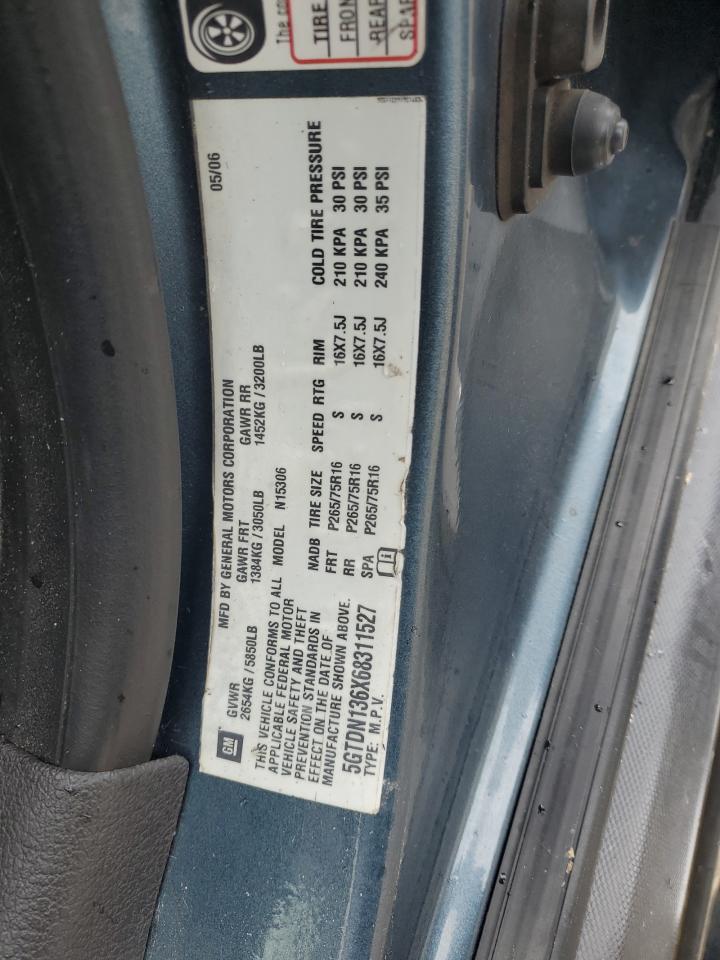 The
TIRE
FRON
REAR
SPAR
05/06
MFD BY GENERAL MOTORS CORPORATION
GVWR GAWR FRT GAWR RR
2654KG / 5850LB 1384KG / 3050LB 1452KG / 3200LB
GM
THIS VEHICLE CONFORMS TO ALL
APPLICABLE FEDERAL MOTOR
VEHICLE SAFETY AND THEFT
PREVENTION STANDARDS IN
EFFECT ON THE DATE OF
MANUFACTURE SHOWN ABOVE.
5GTDN136X68311527
TYPE: M.P.V.
MODEL N15306
NADB TIRE SIZE SPEED RTG RIM COLD TIRE PRESSURE
FRT P265/75R16 S 16X7.5J 210 KPA 30 PSI
RR P265/75R16 S 16X7.5J 210 KPA 30 PSI
SPA P265/75R16 S 16X7.5J 240 KPA 35 PSI